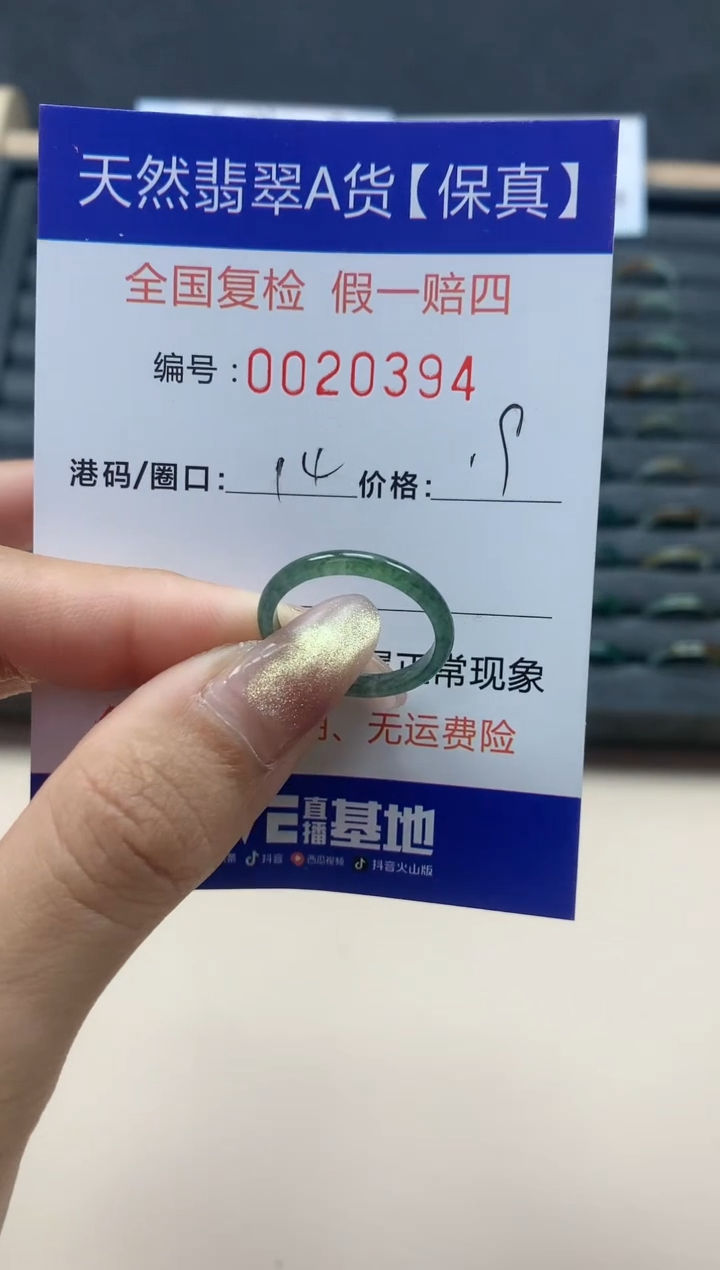 天然翡翠A货【保真】
全国复检 假一赔四
编号:0020394
港码/圈口: 14 价格:
正常现象
、无运费险
E直播基地
抖音 西瓜视频 抖音火山版